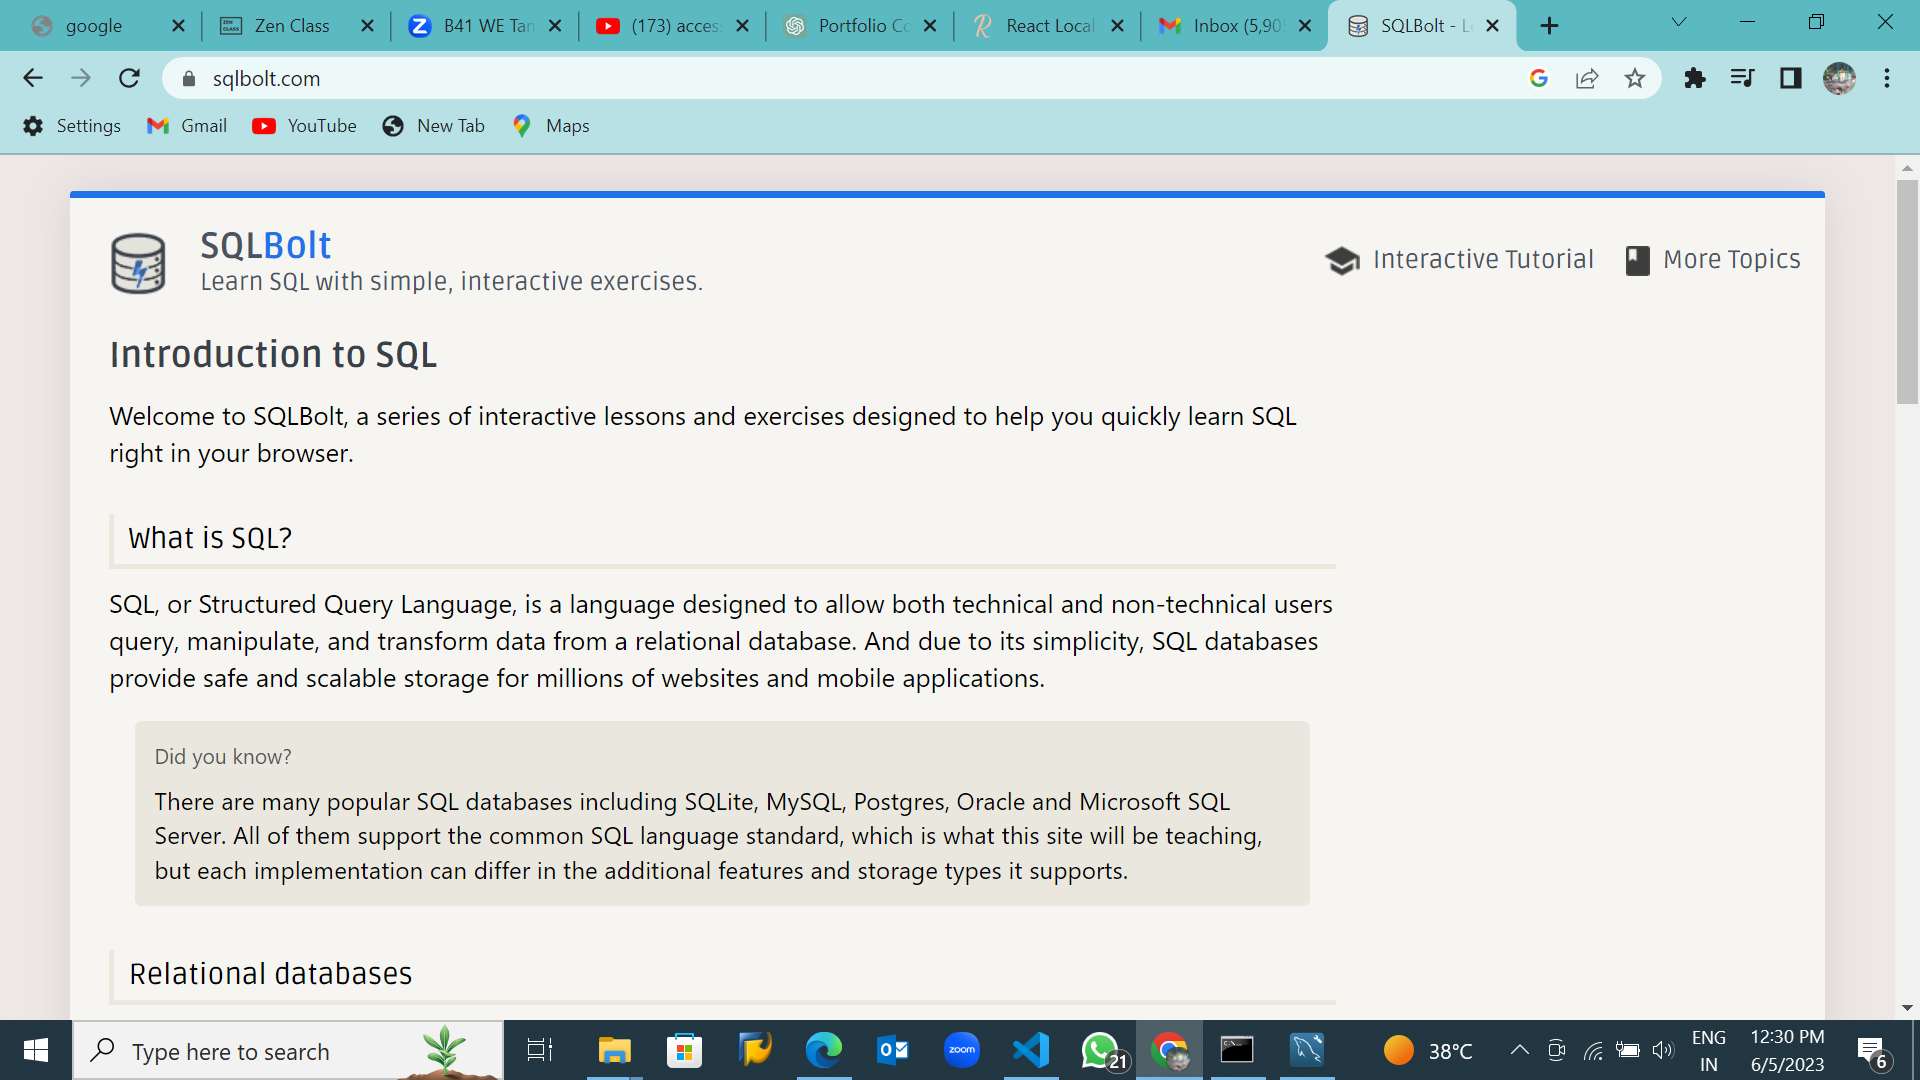 google
Zen Class
B41 WE Tam
(173) access
Portfolio Co
React Local
Inbox (5,90
SQLBolt - Le
sqlbolt.com
Settings
Gmail
YouTube
New Tab
Maps
SQLBolt
Learn SQL with simple, interactive exercises.
Interactive Tutorial
More Topics
Introduction to SQL
Welcome to SQLBolt, a series of interactive lessons and exercises designed to help you quickly learn SQL
right in your browser.
What is SQL?
SQL, or Structured Query Language, is a language designed to allow both technical and non-technical users
query, manipulate, and transform data from a relational database. And due to its simplicity, SQL databases
provide safe and scalable storage for millions of websites and mobile applications.
Did you know?
There are many popular SQL databases including SQLite, MySQL, Postgres, Oracle and Microsoft SQL
Server. All of them support the common SQL language standard, which is what this site will be teaching,
but each implementation can differ in the additional features and storage types it supports.
Relational databases
Type here to search
zoom
21
38°C
ENG
IN
12:30 PM
6/5/2023
6